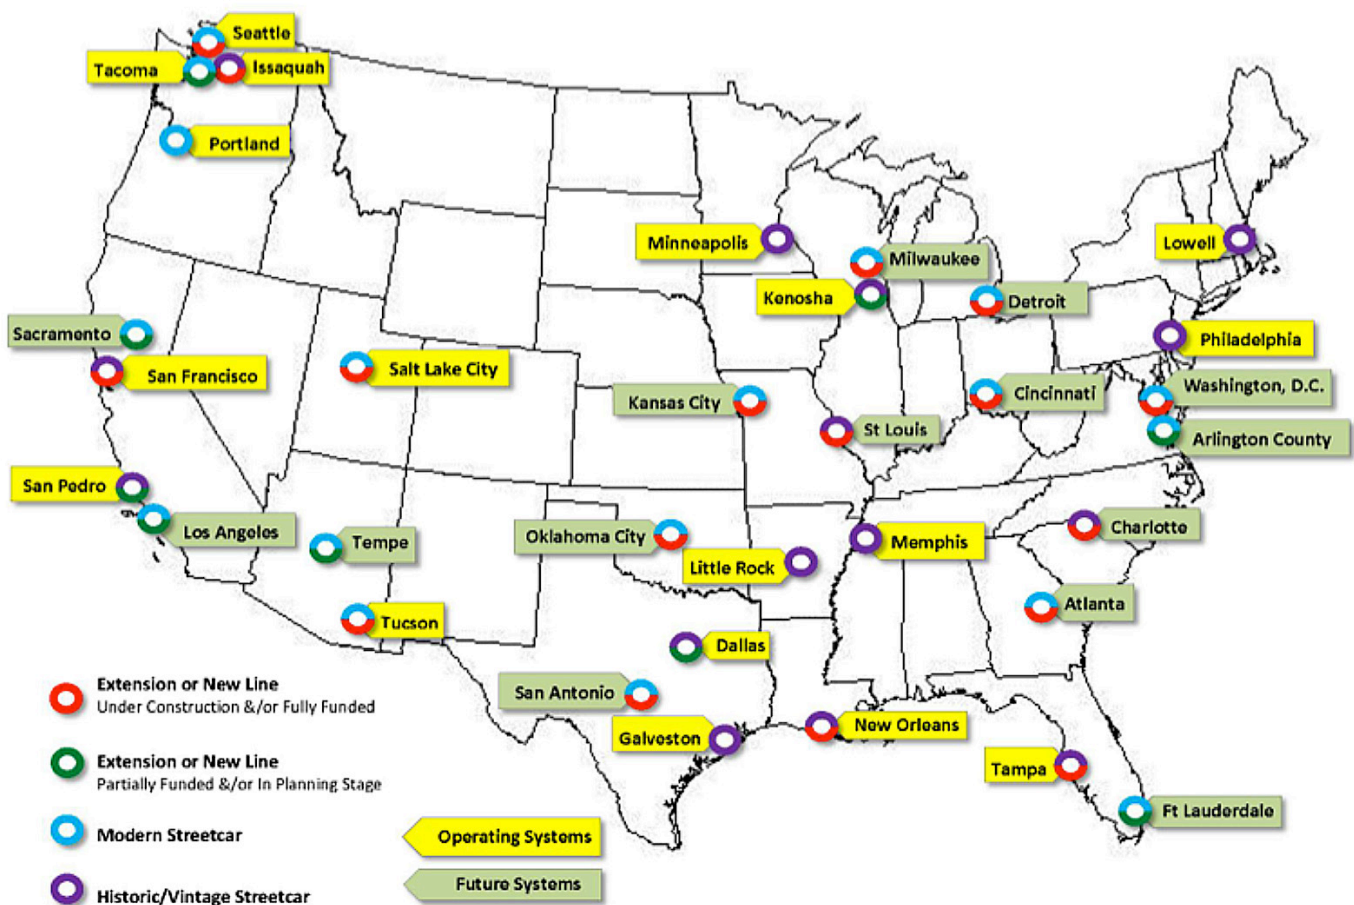 Seattle
Tacoma
Issaquah
Portland
Minneapolis
Lowell
Milwaukee
Kenosha
Detroit
Sacramento
Philadelphia
San Francisco
Salt Lake City
Washington, D.C.
Kansas City
Cincinnati
St Louis
Arlington County
San Pedro
Los Angeles
Tempe
Oklahoma City
Charlotte
Memphis
Little Rock
Atlanta
Tucson
Dallas
San Antonio
Galveston
New Orleans
Tampa
Ft Lauderdale
Extension or New Line
Under Construction &/or Fully Funded
Extension or New Line
Partially Funded &/or In Planning Stage
Modern Streetcar
Historic/Vintage Streetcar
Operating Systems
Future Systems